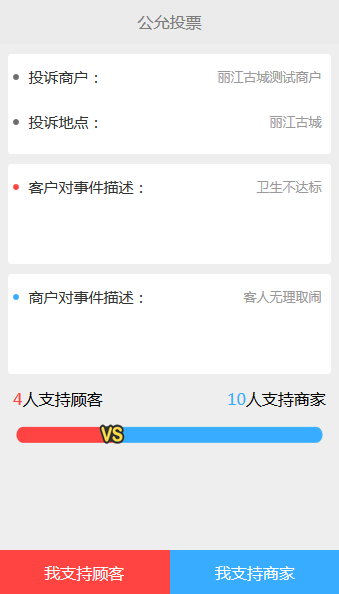 公允投票
投诉商户： 丽江古城测试商户
投诉地点： 丽江古城
客户对事件描述： 卫生不达标
商户对事件描述： 客人无理取闹
4人支持顾客 10人支持商家
VS
我支持顾客 我支持商家